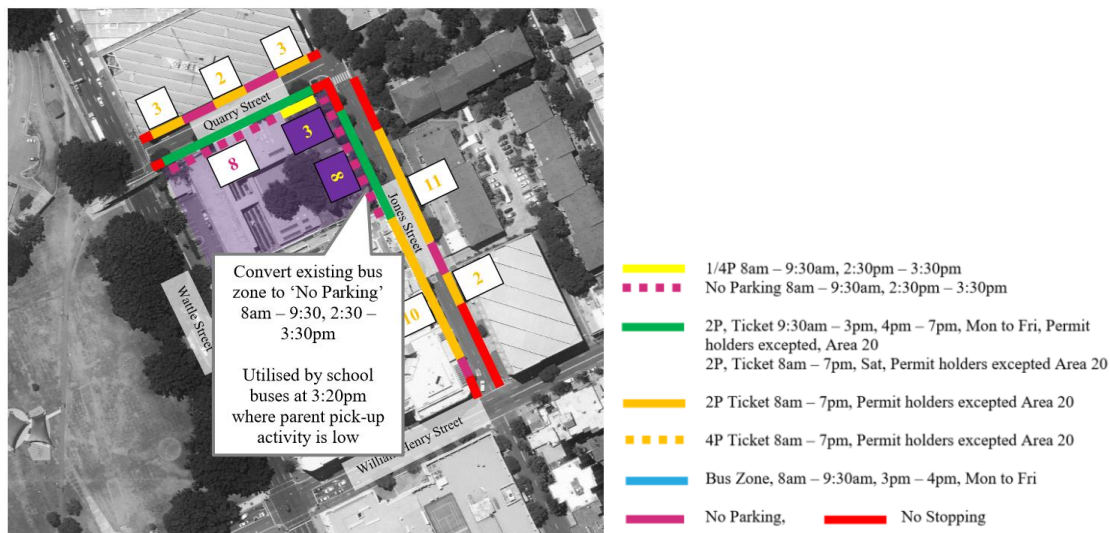 3
2
3
Quarry Street
3
8
8
11
Jones Street
2
10
Wattle Street
Convert existing bus
zone to ‘No Parking’
8am – 9:30, 2:30 –
3:30pm
Utilised by school
buses at 3:20pm
where parent pick-up
activity is low
Henry Street
1/4P 8am – 9:30am, 2:30pm – 3:30pm
No Parking 8am – 9:30am, 2:30pm – 3:30pm
2P, Ticket 9:30am – 3pm, 4pm – 7pm, Mon to Fri, Permit
holders excepted, Area 20
2P, Ticket 8am – 7pm, Sat, Permit holders excepted Area 20
2P Ticket 8am – 7pm, Permit holders excepted Area 20
4P Ticket 8am – 7pm, Permit holders excepted Area 20
Bus Zone, 8am – 9:30am, 3pm – 4pm, Mon to Fri
No Parking, No Stopping